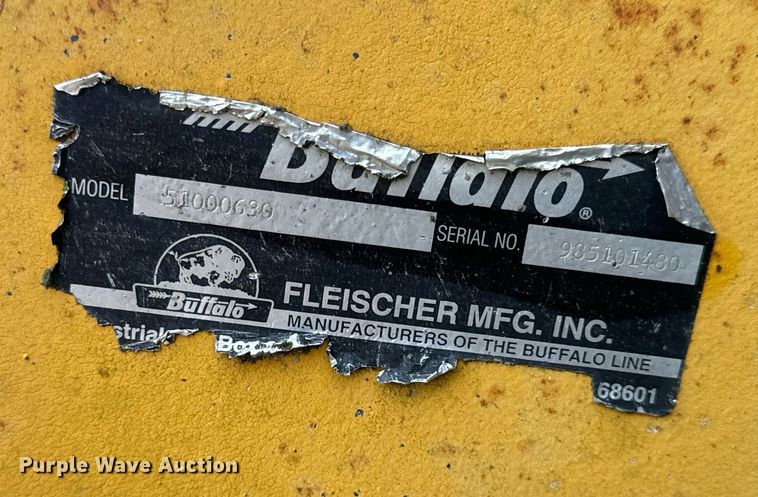 Buffalo®
MODEL 51000630
SERIAL NO. 985101480
Buffalo
FLEISCHER MFG. INC.
MANUFACTURERS OF THE BUFFALO LINE
68601
Purple Wave Auction